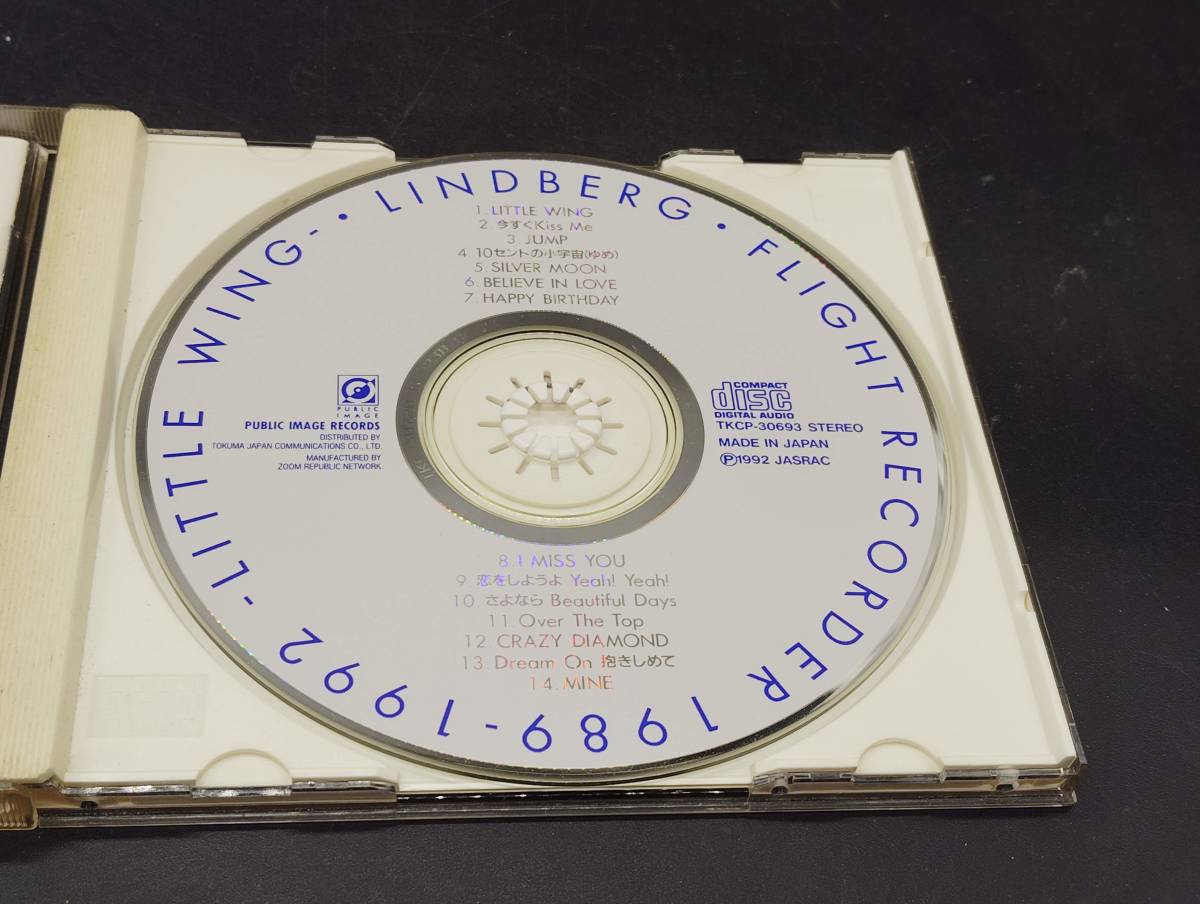 • LINDBERG • FLIGHT RECORDER 1989-1992 -LITTLE WING-
1. LITTLE WING
2. 今すぐKiss Me
3. JUMP
4. 10セントの小宇宙(ゆめ)
5. SILVER MOON
6. BELIEVE IN LOVE
7. HAPPY BIRTHDAY
PUBLIC
IMAGE
PUBLIC IMAGE RECORDS
DISTRIBUTED BY
TOKUMA JAPAN COMMUNICATIONS CO., LTD.
MANUFACTURED BY
ZOOM REPUBLIC NETWORK
COMPACT
disc
DIGITAL AUDIO
TKCP-30693 STEREO
MADE IN JAPAN
Ⓟ1992 JASRAC
8. I MISS YOU
9. 恋をしようよ Yeah! Yeah!
10. さよなら Beautiful Days
11. Over The Top
12. CRAZY DIAMOND
13. Dream On 抱きしめて
14. MINE